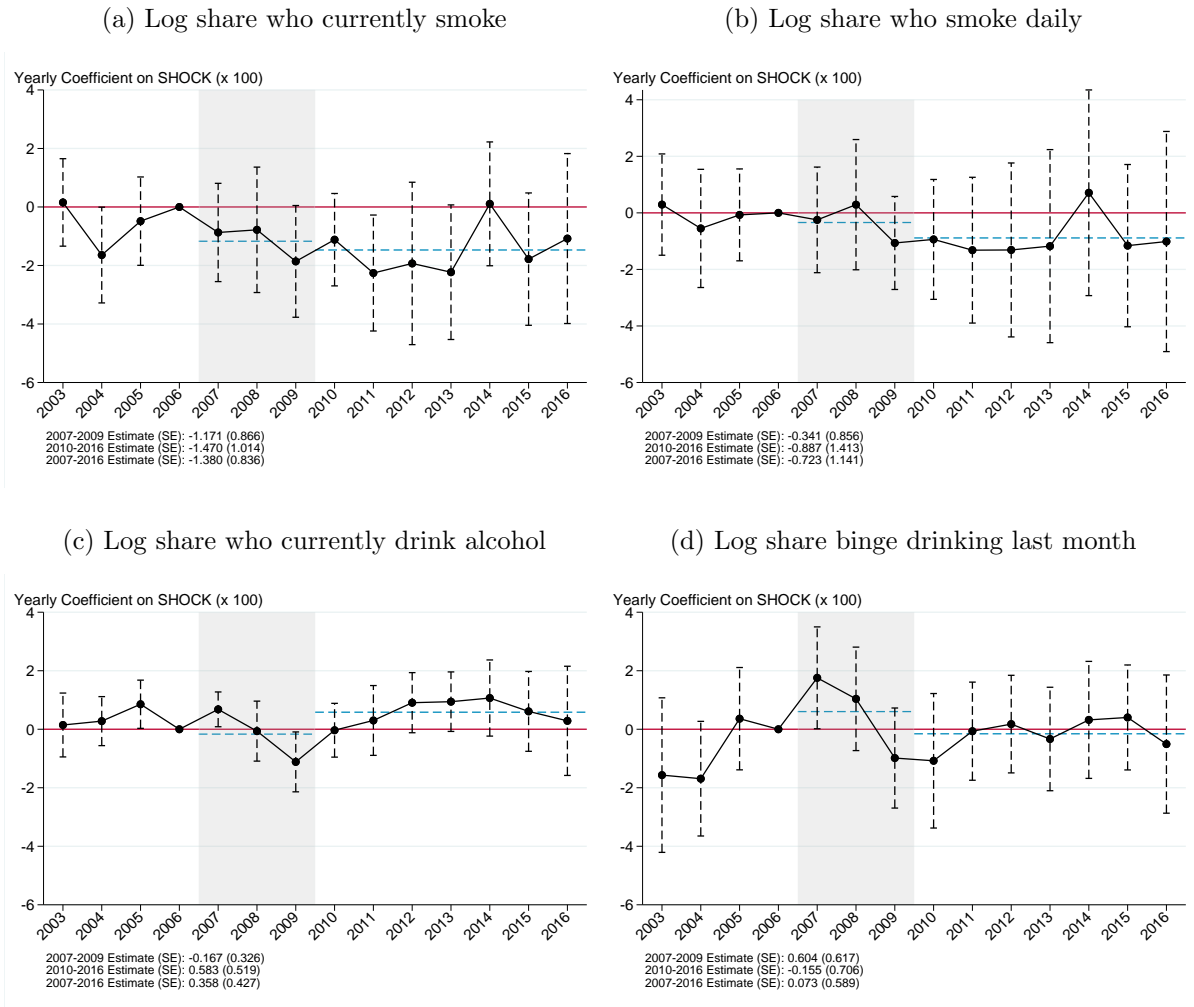 (a) Log share who currently smoke
Yearly Coefficient on SHOCK (x 100)
4
2
0
-2
-4
-6
2003 2004 2005 2006 2007 2008 2009 2010 2011 2012 2013 2014 2015 2016
2007-2009 Estimate (SE): -1.171 (0.866)
2010-2016 Estimate (SE): -1.470 (1.014)
2007-2016 Estimate (SE): -1.380 (0.836)
(b) Log share who smoke daily
Yearly Coefficient on SHOCK (x 100)
4
2
0
-2
-4
-6
2003 2004 2005 2006 2007 2008 2009 2010 2011 2012 2013 2014 2015 2016
2007-2009 Estimate (SE): -0.341 (0.856)
2010-2016 Estimate (SE): -0.887 (1.413)
2007-2016 Estimate (SE): -0.723 (1.141)
(c) Log share who currently drink alcohol
Yearly Coefficient on SHOCK (x 100)
4
2
0
-2
-4
-6
2003 2004 2005 2006 2007 2008 2009 2010 2011 2012 2013 2014 2015 2016
2007-2009 Estimate (SE): -0.167 (0.326)
2010-2016 Estimate (SE): 0.583 (0.519)
2007-2016 Estimate (SE): 0.358 (0.427)
(d) Log share binge drinking last month
Yearly Coefficient on SHOCK (x 100)
4
2
0
-2
-4
-6
2003 2004 2005 2006 2007 2008 2009 2010 2011 2012 2013 2014 2015 2016
2007-2009 Estimate (SE): 0.604 (0.617)
2010-2016 Estimate (SE): -0.155 (0.706)
2007-2016 Estimate (SE): 0.073 (0.589)